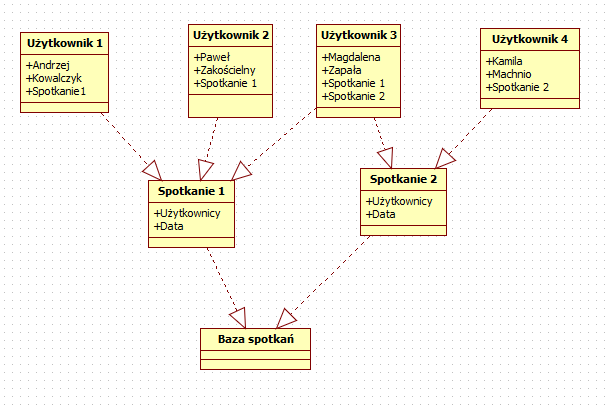 Użytkownik 1
+Andrzej
+Kowalczyk
+Spotkanie1
Użytkownik 2
+Paweł
+Zakościelny
+Spotkanie 1
Użytkownik 3
+Magdalena
+Zapała
+Spotkanie 1
+Spotkanie 2
Użytkownik 4
+Kamila
+Machnio
+Spotkanie 2
Spotkanie 1
+Użytkownicy
+Data
Spotkanie 2
+Użytkownicy
+Data
Baza spotkań